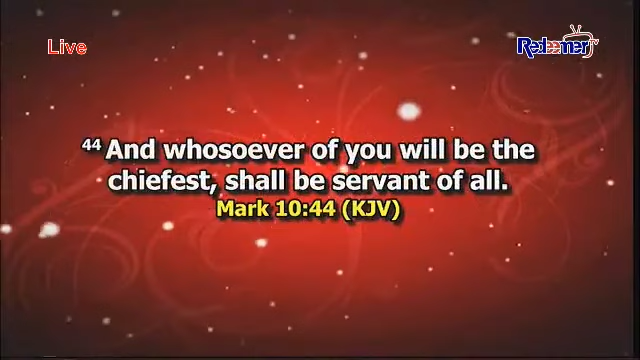 Live
Redeemer TV
44 And whosoever of you will be the
chiefest, shall be servant of all.
Mark 10:44 (KJV)